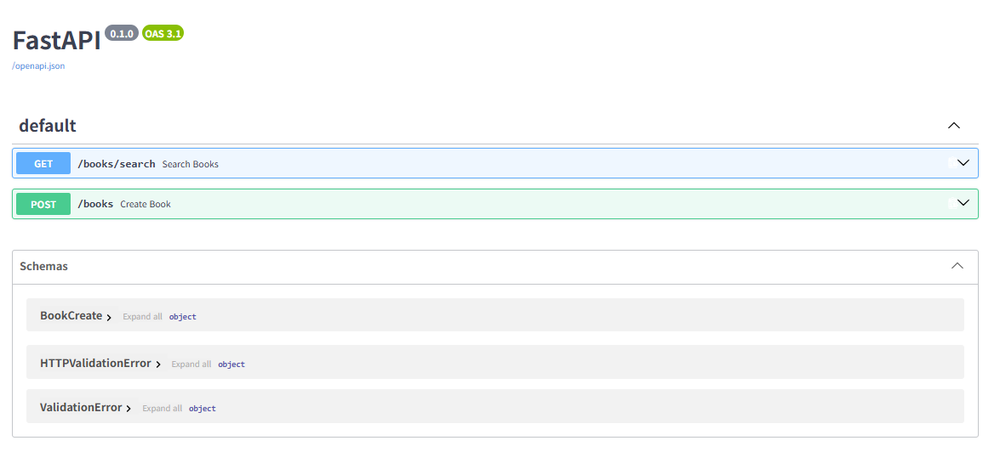 FastAPI 0.1.0 OAS 3.1
/openapi.json
default
GET /books/search Search Books
POST /books Create Book
Schemas
BookCreate Expand all object
HTTPValidationError Expand all object
ValidationError Expand all object